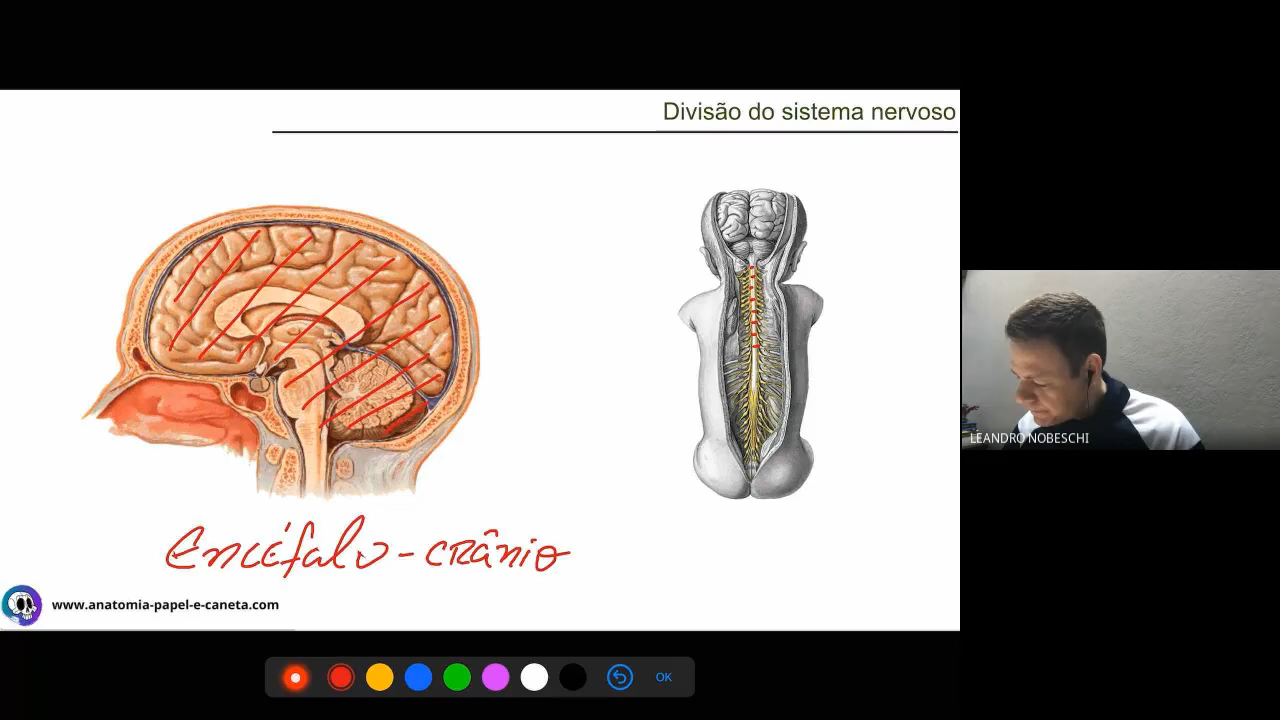 Divisão do sistema nervoso
LEANDRO NOBESCHI
Encéfalo - crânio
www.anatomia-papel-e-caneta.com
OK